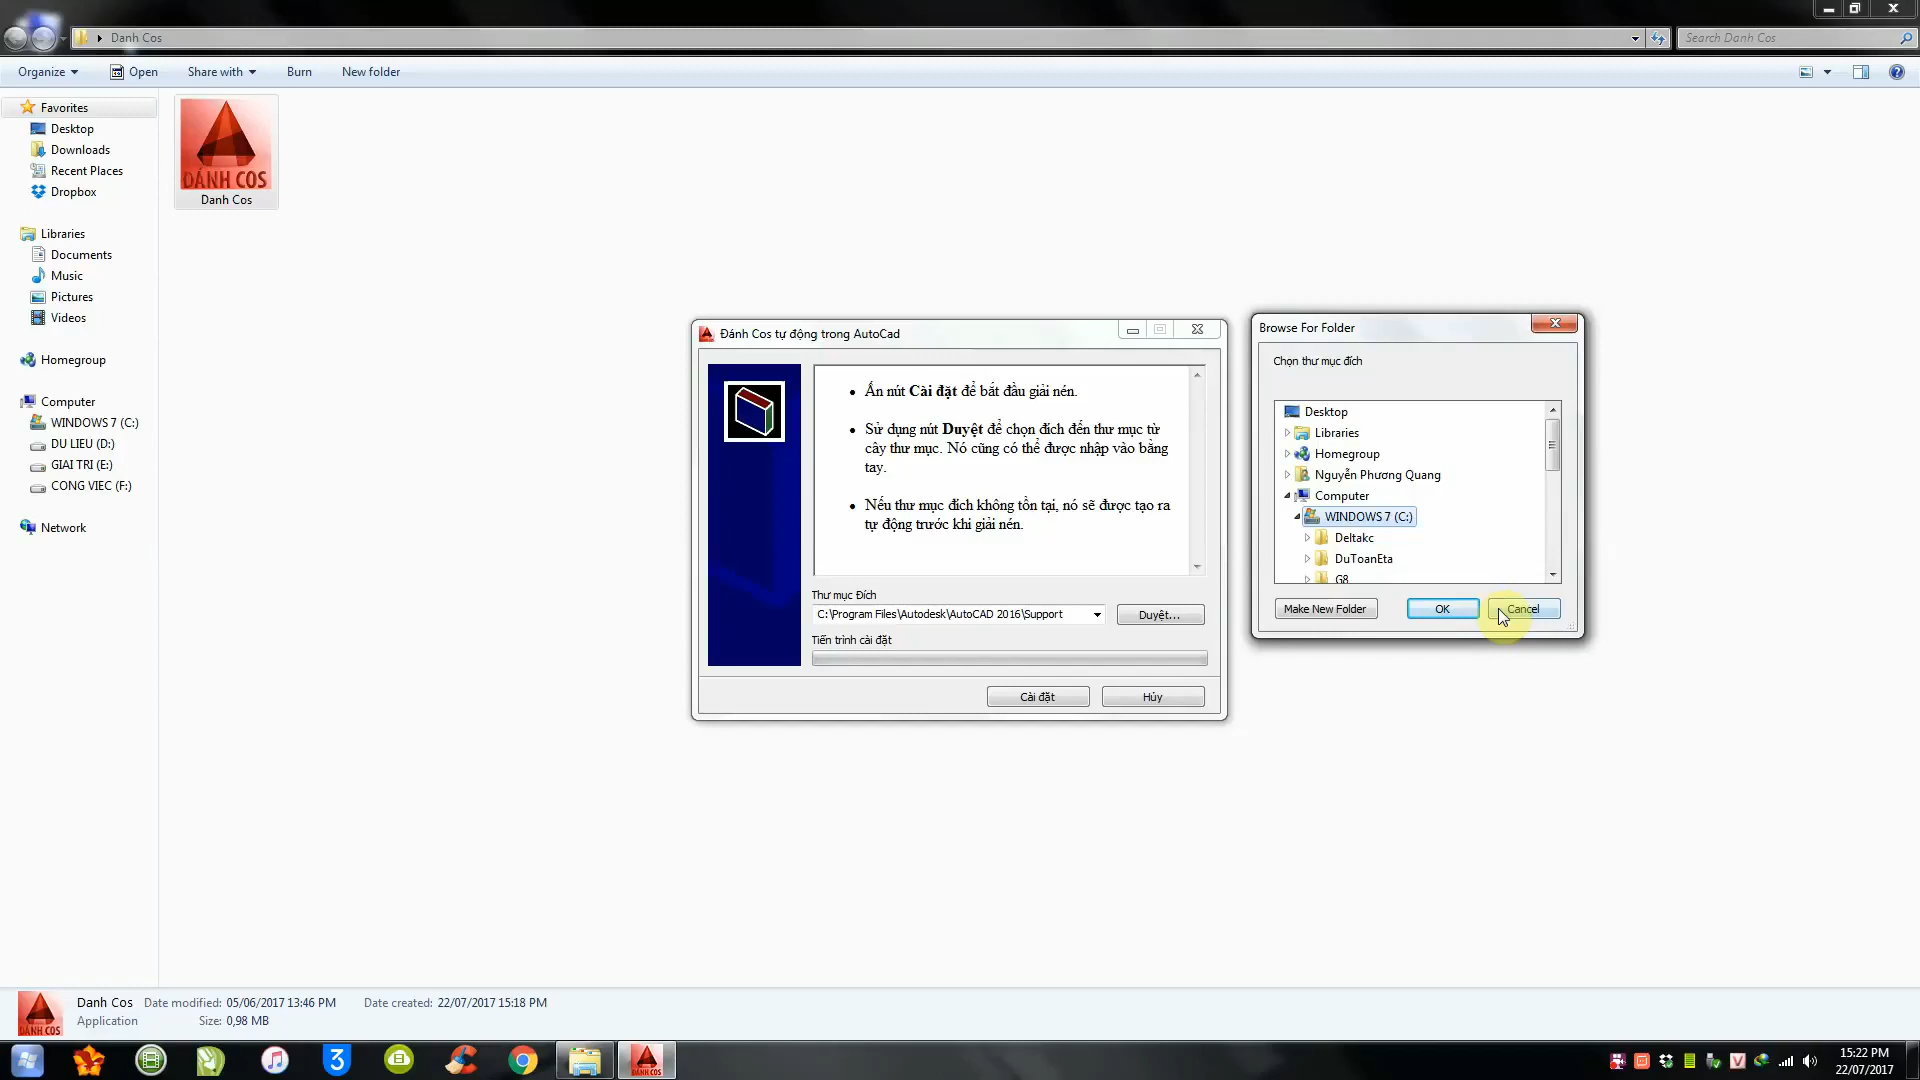 Danh Cos
Search Danh Cos
Organize
Open
Share with
Burn
New folder
Favorites
Desktop
Downloads
Recent Places
Dropbox
Libraries
Documents
Music
Pictures
Videos
Homegroup
Computer
WINDOWS 7 (C:)
DU LIEU (D:)
GIAI TRI (E:)
CONG VIEC (F:)
Network
ĐÁNH COS
Danh Cos
Đánh Cos tự động trong AutoCad
Ấn nút Cài đặt để bắt đầu giải nén.
Sử dụng nút Duyệt để chọn đích đến thư mục từ
cây thư mục. Nó cũng có thể được nhập vào bằng
tay.
Nếu thư mục đích không tồn tại, nó sẽ được tạo ra
tự động trước khi giải nén.
Thư mục Đích
C:\Program Files\Autodesk\AutoCAD 2016\Support
Duyệt...
Tiến trình cài đặt
Cài đặt
Hủy
Browse For Folder
Chọn thư mục đích
Desktop
Libraries
Homegroup
Nguyễn Phương Quang
Computer
WINDOWS 7 (C:)
Deltakc
DuToanEta
G8
Make New Folder
OK
Cancel
ĐÁNH COS
Danh Cos
Date modified: 05/06/2017 13:46 PM
Date created: 22/07/2017 15:18 PM
Application
Size: 0,98 MB
3
ĐÁNH COS
V
15:22 PM
22/07/2017